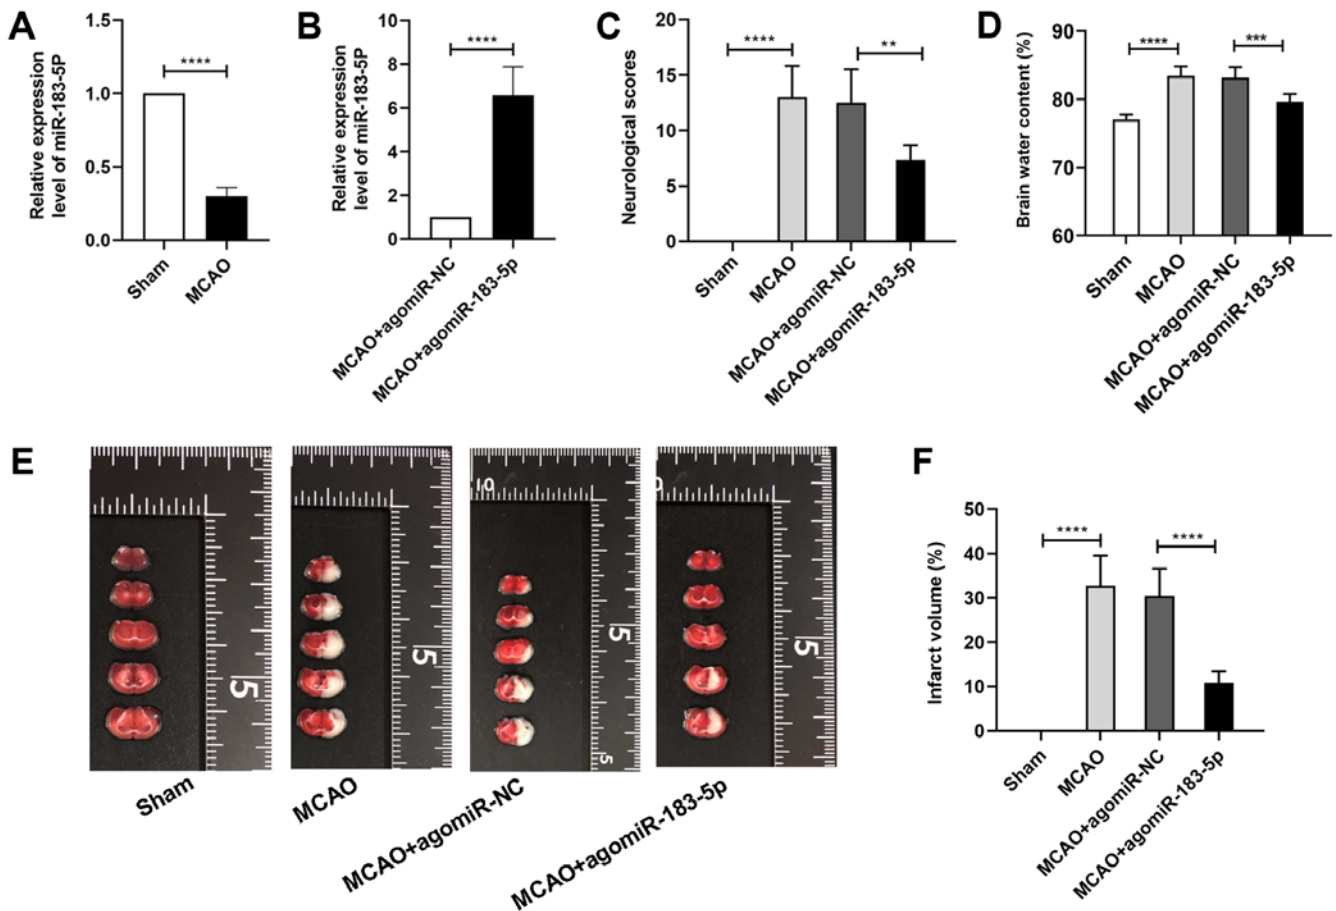 A
Relative expression
level of miR-183-5P
1.5
1.0
0.5
0.0
****
Sham
MCAO
B
Relative expression
level of miR-183-5P
10
8
6
4
2
0
****
MCAO+agomiR-NC
MCAO+agomiR-183-5p
C
Neurological scores
20
15
10
5
0
****
**
Sham
MCAO
MCAO+agomiR-NC
MCAO+agomiR-183-5p
D
Brain water content (%)
90
80
70
60
****
***
Sham
MCAO
MCAO+agomiR-NC
MCAO+agomiR-183-5p
E
5
5
10
5
5
0
5
Sham
MCAO
MCAO+agomiR-NC
MCAO+agomiR-183-5p
F
Infarct volume (%)
50
40
30
20
10
0
****
****
Sham
MCAO
MCAO+agomiR-NC
MCAO+agomiR-183-5p